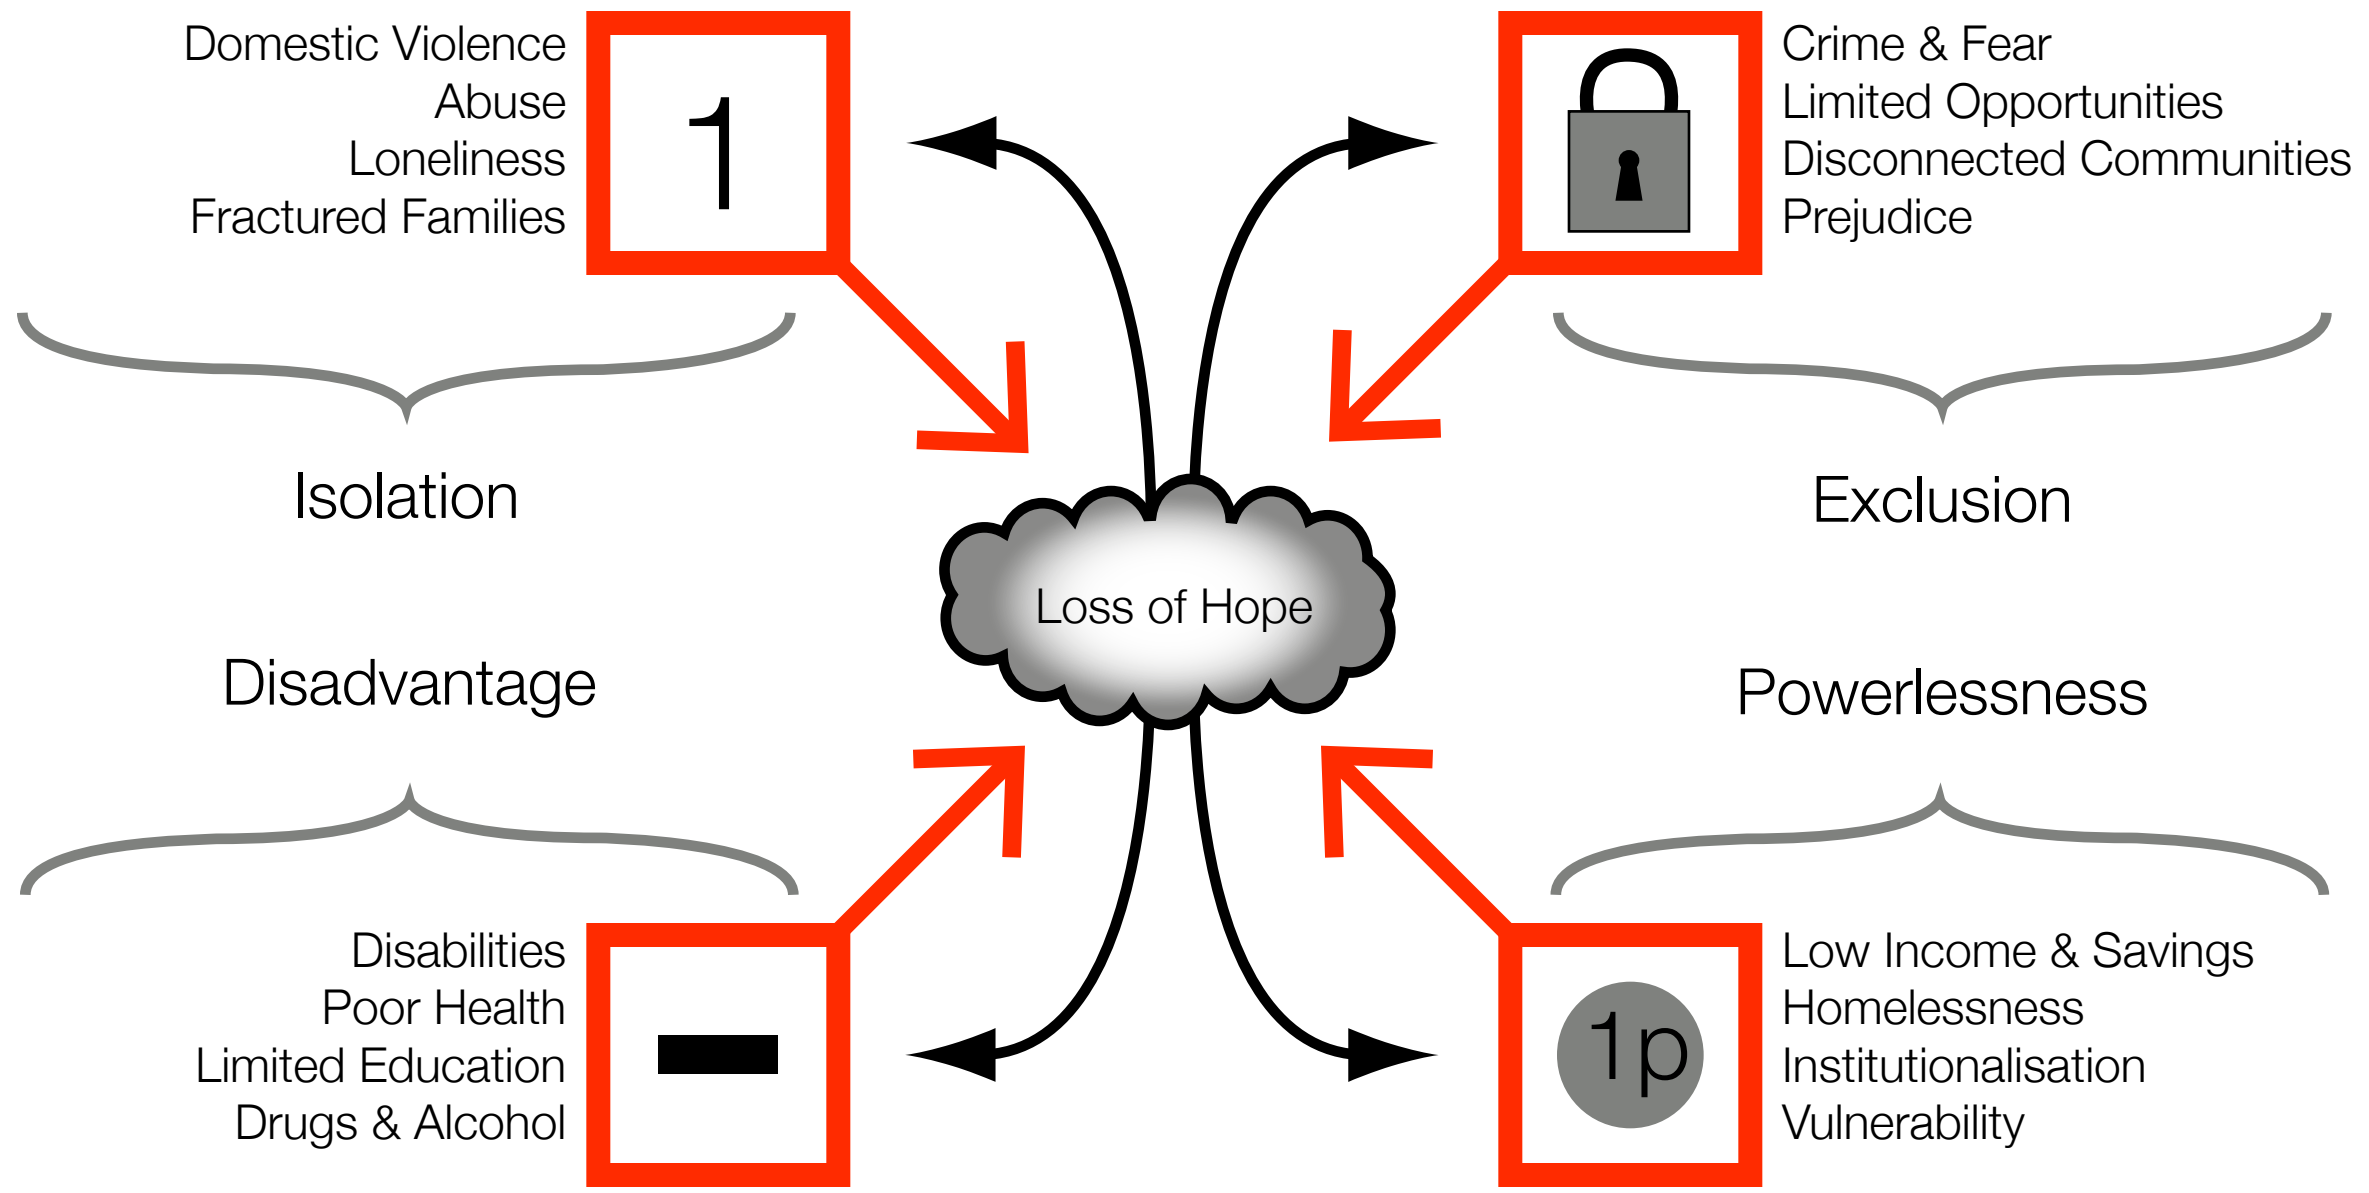 Domestic Violence
Abuse
Loneliness
Fractured Families
1
Crime & Fear
Limited Opportunities
Disconnected Communities
Prejudice
Isolation
Exclusion
Loss of Hope
Disadvantage
Powerlessness
Disabilities
Poor Health
Limited Education
Drugs & Alcohol
1p
Low Income & Savings
Homelessness
Institutionalisation
Vulnerability